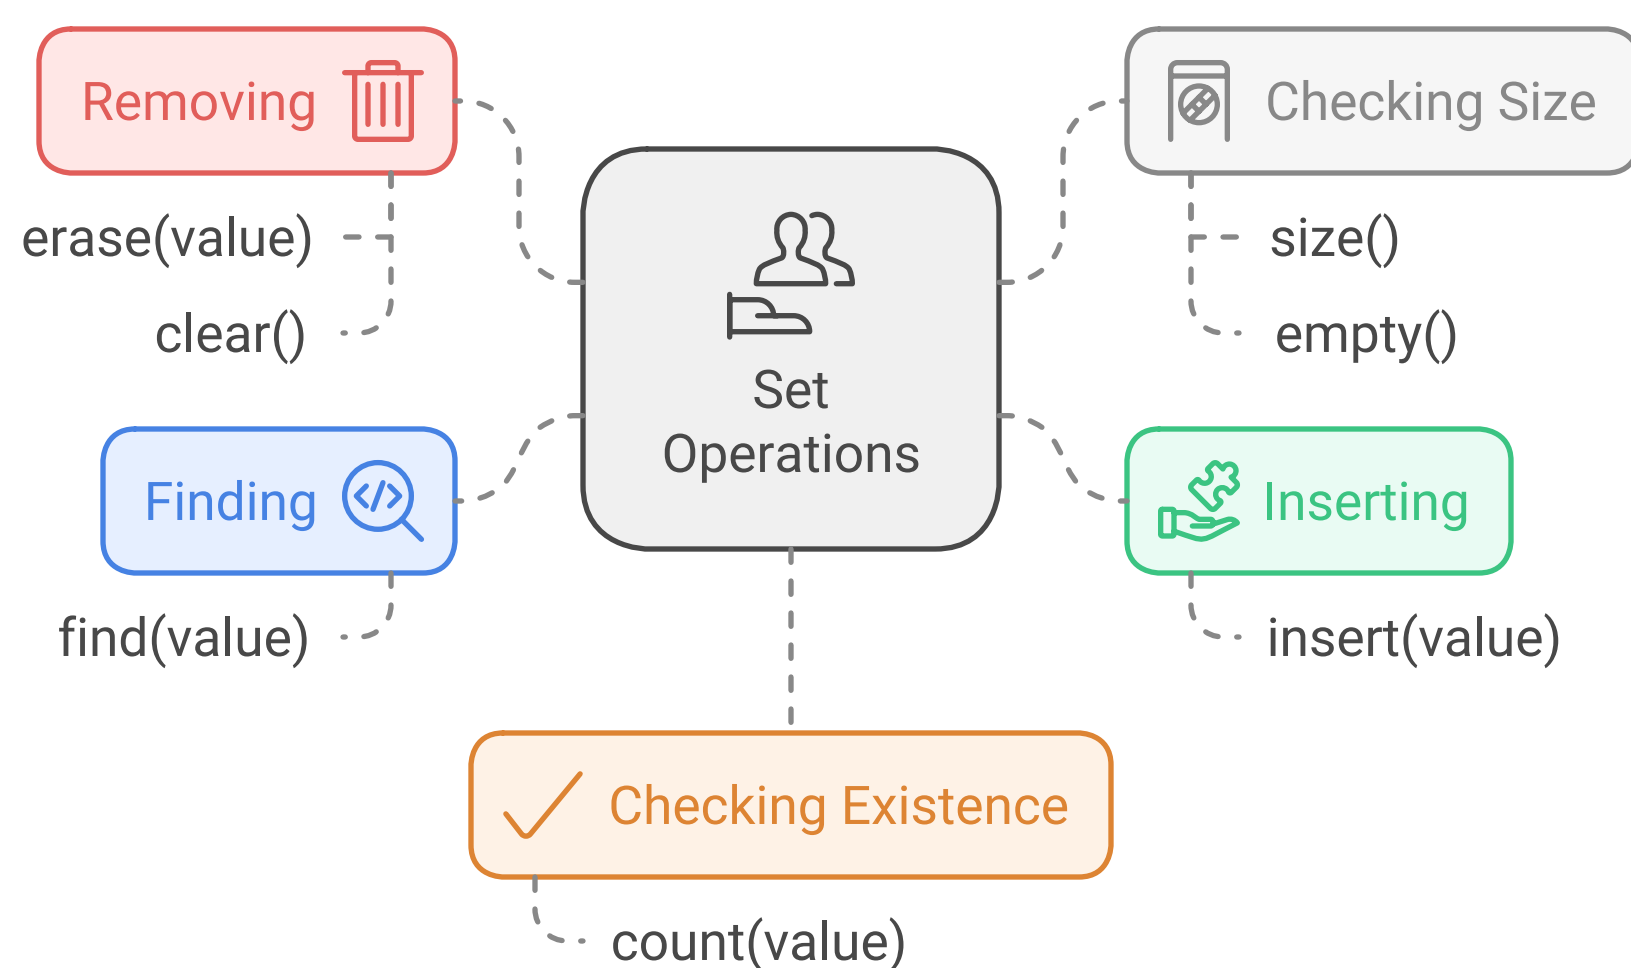 Removing
erase(value)
clear()
Finding
find(value)
Set
Operations
Checking Size
size()
empty()
Inserting
insert(value)
Checking Existence
count(value)